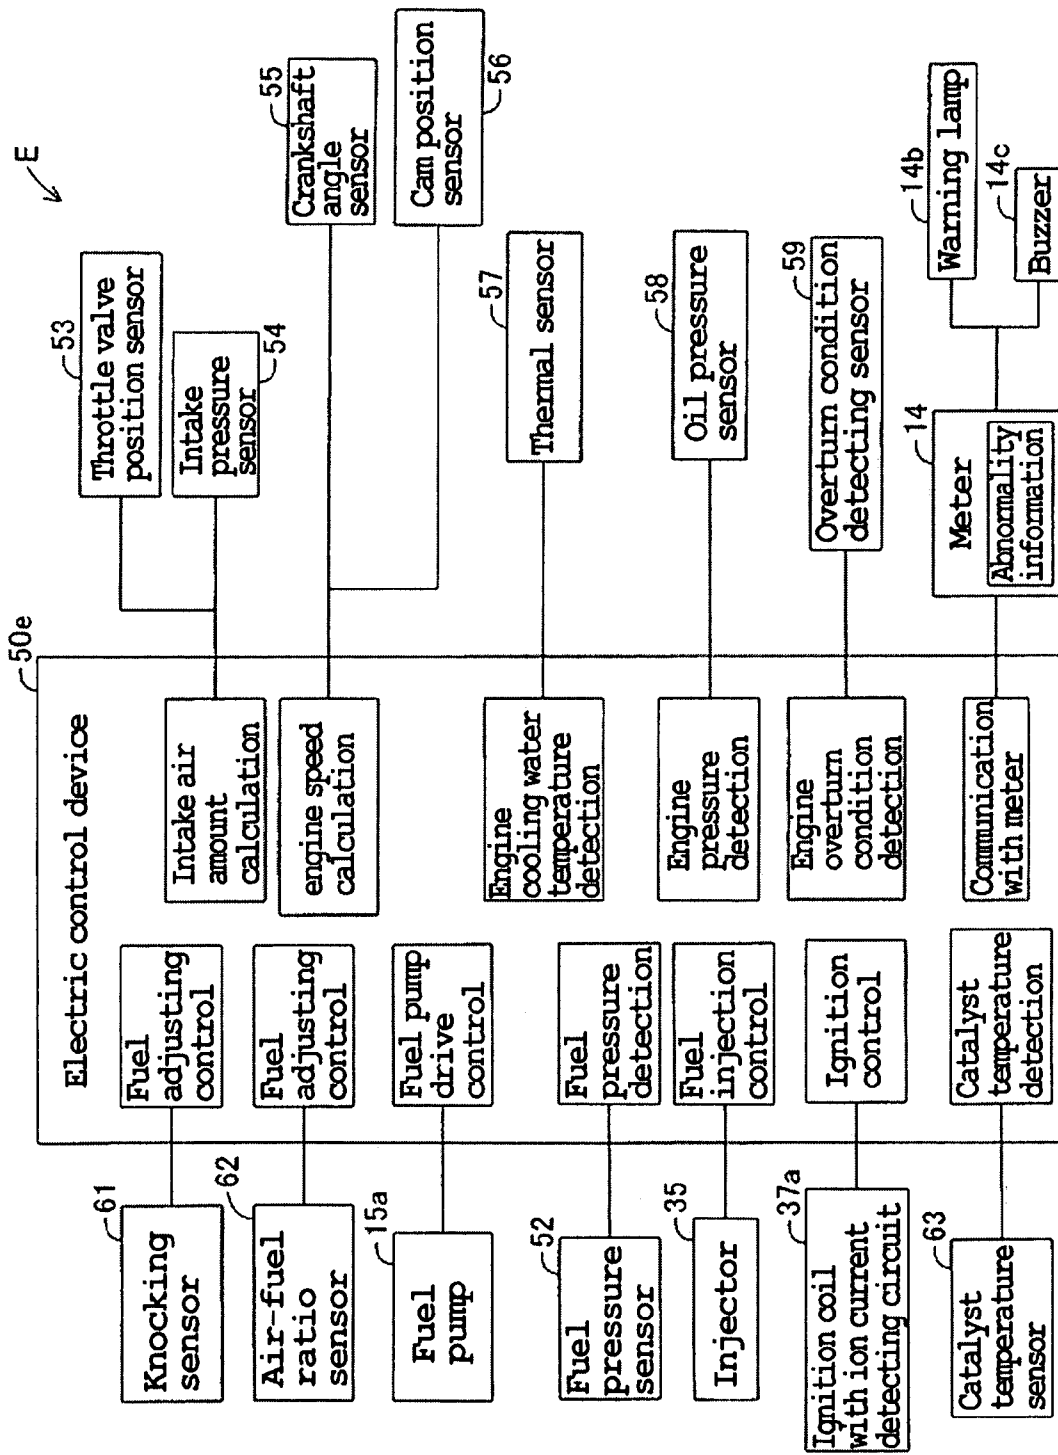 E
50e
Electric control device
61
Knocking
sensor
Fuel
adjusting
control
62
Air-fuel
ratio
sensor
Fuel
adjusting
control
15a
Fuel
pump
Fuel pump
drive
control
52
Fuel
pressure
sensor
Fuel
pressure
detection
35
Injector
Fuel
injection
control
37a
Ignition coil
with ion current
detecting circuit
Ignition
control
63
Catalyst
temperature
sensor
Catalyst
temperature
detection
Intake air
amount
calculation
53
Throttle valve
position sensor
54
Intake
pressure
sensor
engine speed
calculation
55
Crankshaft
angle
sensor
56
Cam position
sensor
Engine
cooling water
temperature
detection
57
Thermal sensor
Engine
pressure
detection
58
Oil pressure
sensor
Engine
overturn
condition
detection
59
Overturn condition
detecting sensor
Communication
with meter
14
Meter
Abnormality
information
14b
Warning lamp
14c
Buzzer